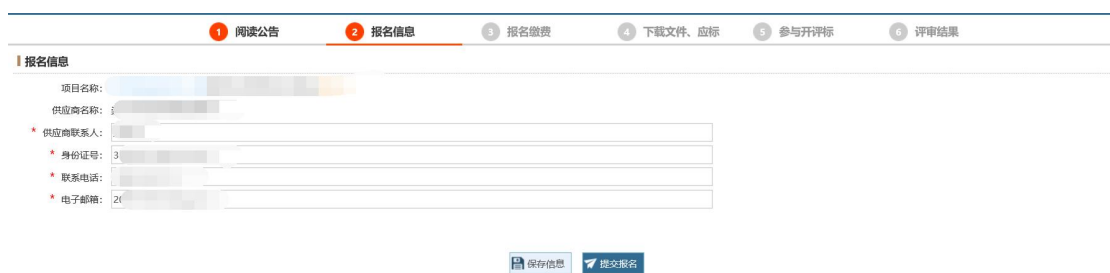 1 阅读公告 2 报名信息 3 报名缴费 4 下载文件、应标 5 参与开评标 6 评审结果
报名信息
项目名称:
供应商名称:
* 供应商联系人:
* 身份证号: 3
* 联系电话:
* 电子邮箱: 20
保存信息 提交报名